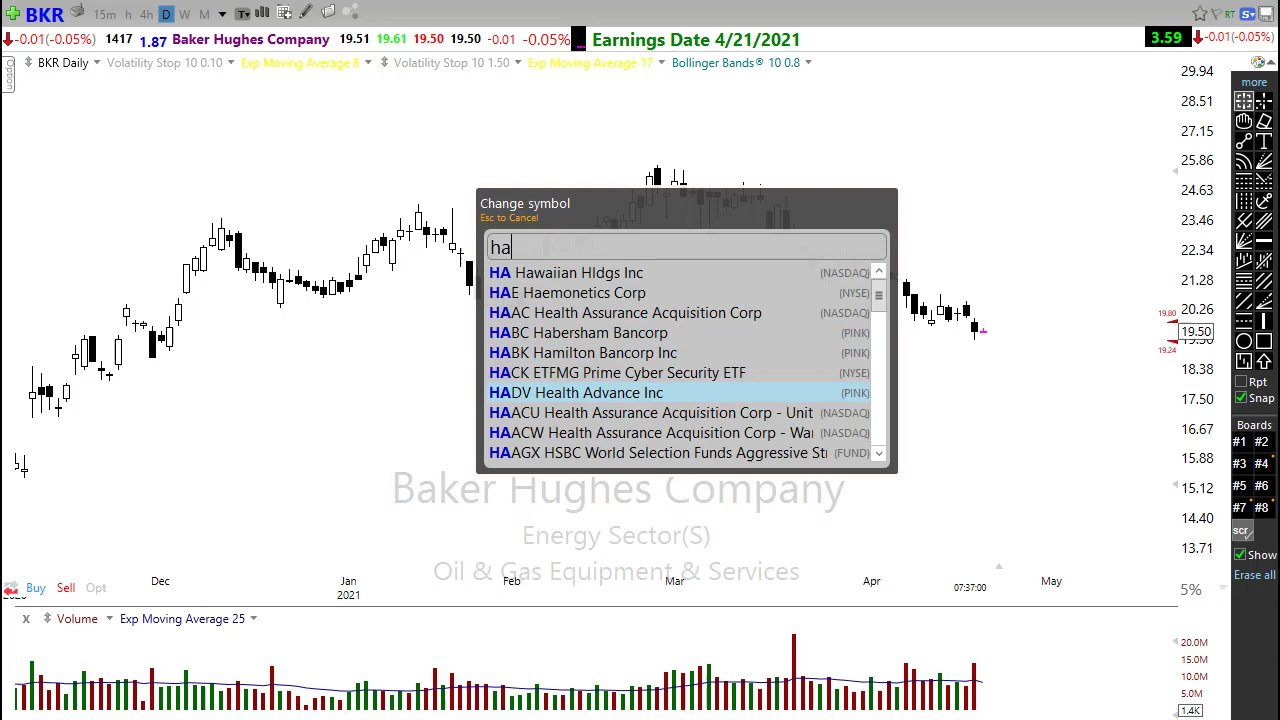 BKR 15m 1h 4h D W M T
-0.01(-0.05%) 1417 1.87 Baker Hughes Company 19.51 19.61 19.50 19.50 -0.01 -0.05% Earnings Date 4/21/2021 3.59 -0.01(-0.05%)
RT S
Option
BKR Daily Volatility Stop 10 0.10 Exp Moving Average 8 Volatility Stop 10 1.50 Exp Moving Average 17 Bollinger Bands® 10 0.8
29.94
28.51
27.15
25.86
24.63
23.46
22.34
21.28
20.26
19.80
19.50
19.24
18.38
17.50
16.67
15.88
15.12
14.40
13.71
5%
Change symbol
Esc to Cancel
ha
HA Hawaiian Hldgs Inc (NASDAQ)
HAE Haemonetics Corp (NYSE)
HAAC Health Assurance Acquisition Corp (NASDAQ)
HABC Habersham Bancorp (PINK)
HABK Hamilton Bancorp Inc (PINK)
HACK ETFMG Prime Cyber Security ETF (NYSE)
HADV Health Advance Inc (PINK)
HAACU Health Assurance Acquisition Corp - Unit (NASDAQ)
HAACW Health Assurance Acquisition Corp - Wa (NASDAQ)
HAAGX HSBC World Selection Funds Aggressive St (FUND)
Baker Hughes Company
Energy Sector(S)
Oil & Gas Equipment & Services
Dec Jan Feb Mar Apr May
2021
07:37:00
Buy Sell Opt
X Volume Exp Moving Average 25
20.0M
15.0M
10.0M
5.0M
1.4K
more
T
Rpt
Snap
Boards
#1 #2
#3 #4
#5 #6
#7 #8
scr
Show
Erase all